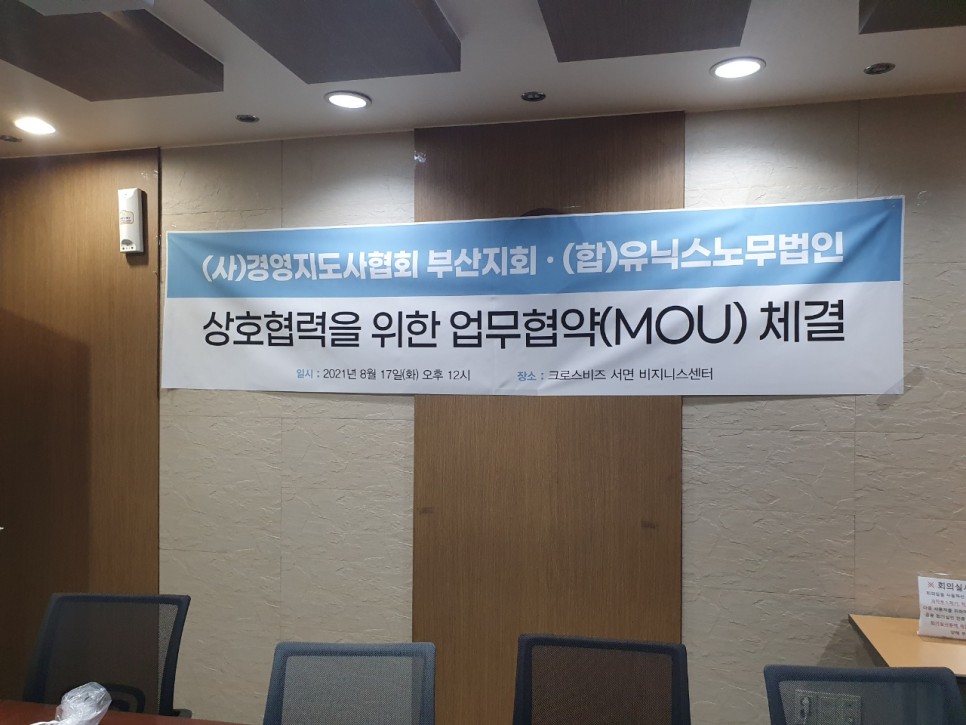 (사)경영지도사협회 부산지회 · (합)유닉스노무법인
상호협력을 위한 업무협약(MOU) 체결
일시 : 2021년 8월 17일(화) 오후 12시 장소 : 크로스비즈 서면 비지니스센터
회의실